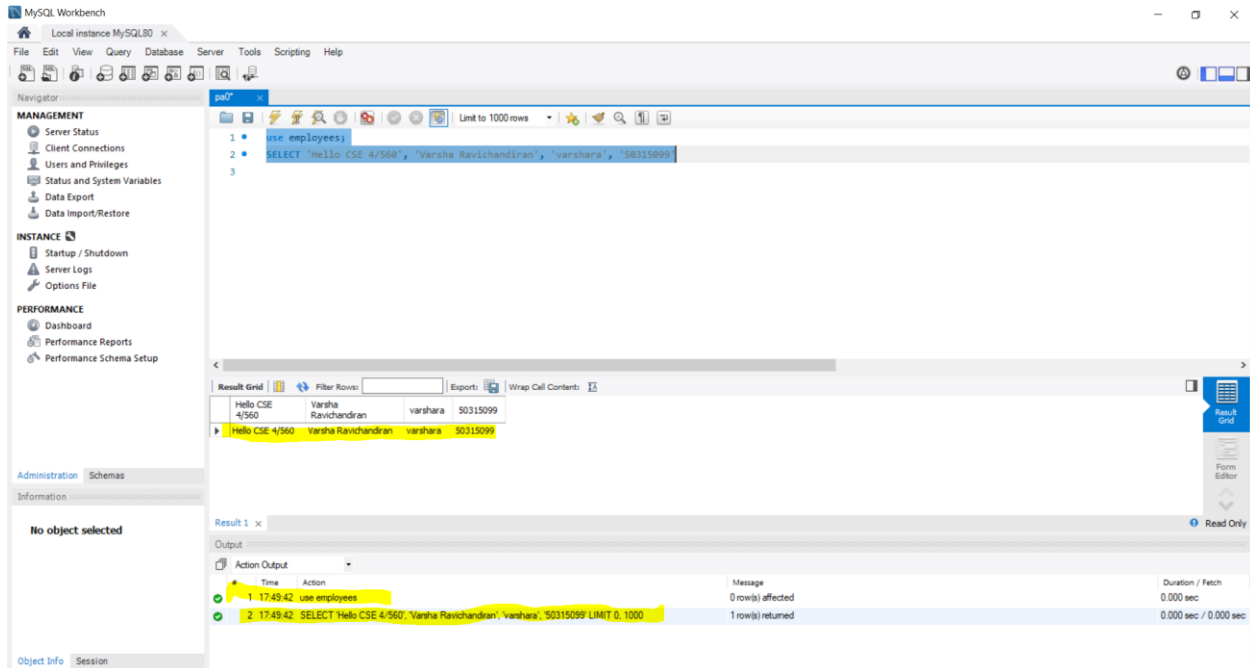 MySQL Workbench
Local instance MySQL80
File Edit View Query Database Server Tools Scripting Help
Navigator
MANAGEMENT
Server Status
Client Connections
Users and Privileges
Status and System Variables
Data Export
Data Import/Restore
INSTANCE
Startup / Shutdown
Server Logs
Options File
PERFORMANCE
Dashboard
Performance Reports
Performance Schema Setup
Administration Schemas
Information
No object selected
Object Info Session
pa0*
Limit to 1000 rows
1 use employees;
2 SELECT 'Hello CSE 4/560', 'Varsha Ravichandiran', 'varshara', '50315099'
3
Result Grid Filter Rows: Export: Wrap Cell Content: IA
Hello CSE 4/560 Varsha Ravichandiran varshara 50315099
Hello CSE 4/560 Varsha Ravichandiran varshara 50315099
Result Grid
Form Editor
Result 1 Read Only
Output
Action Output
# Time Action Message Duration / Fetch
1 17:49:42 use employees 0 row(s) affected 0.000 sec
2 17:49:42 SELECT 'Hello CSE 4/560', 'Varsha Ravichandiran', 'varshara', '50315099' LIMIT 0, 1000 1 row(s) returned 0.000 sec / 0.000 sec